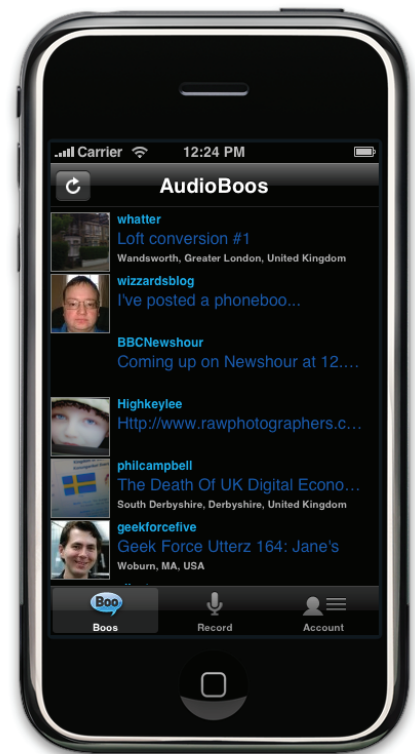 Carrier 12:24 PM
AudioBoos
whatter
Loft conversion #1
Wandsworth, Greater London, United Kingdom
wizzardsblog
I've posted a phoneboo...
BBCNewshour
Coming up on Newshour at 12....
Highkeylee
Http://www.rawphotographers.c...
philcampbell
The Death Of UK Digital Econo...
South Derbyshire, Derbyshire, United Kingdom
geekforcefive
Geek Force Utterz 164: Jane's
Woburn, MA, USA
Boo
Boos Record Account